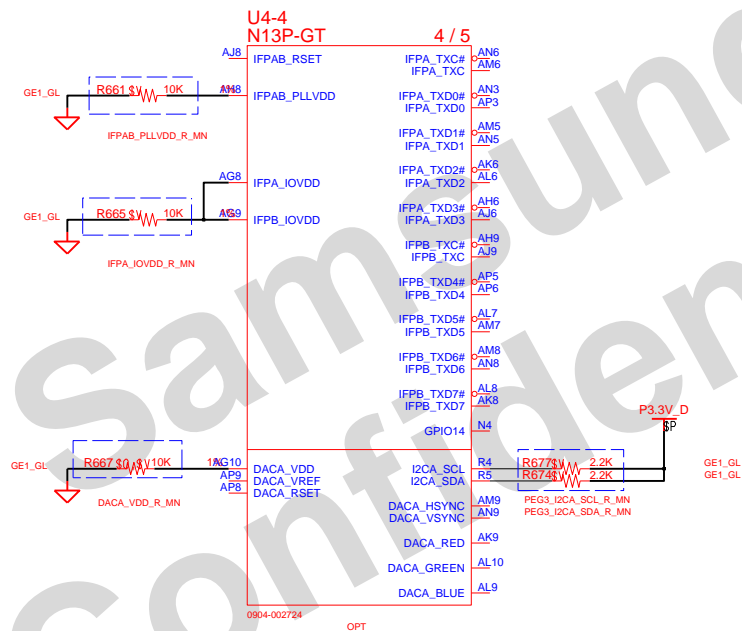 U4-4
N13P-GT 4 / 5
AJ8 IFPAB_RSET
GE1_GL R661 10K AH8 IFPAB_PLLVDD
IFPAB_PLLVDD_R_MN
AG8 IFPA_IOVDD
GE1_GL R665 10K AG9 IFPB_IOVDD
IFPA_IOVDD_R_MN
GE1_GL R667 10K AG10 DACA_VDD
AP9 DACA_VREF
AP8 DACA_RSET
DACA_VDD_R_MN
IFPA_TXC# AN6
IFPA_TXC AM6
IFPA_TXD0# AN3
IFPA_TXD0 AP3
IFPA_TXD1# AM5
IFPA_TXD1 AN5
IFPA_TXD2# AK6
IFPA_TXD2 AL6
IFPA_TXD3# AH6
IFPA_TXD3 AJ6
IFPB_TXC# AH9
IFPB_TXC AJ9
IFPB_TXD4# AP5
IFPB_TXD4 AP6
IFPB_TXD5# AL7
IFPB_TXD5 AM7
IFPB_TXD6# AM8
IFPB_TXD6 AN8
IFPB_TXD7# AL8
IFPB_TXD7 AK8
GPIO14 N4
P3.3V_D
$P
I2CA_SCL R4 R677 2.2K GE1_GL
I2CA_SDA R5 R674 2.2K GE1_GL
PEG3_I2CA_SCL_R_MN
PEG3_I2CA_SDA_R_MN
DACA_HSYNC AM9
DACA_VSYNC AN9
DACA_RED AK9
DACA_GREEN AL10
DACA_BLUE AL9
0904-002724
OPT
Samsung
Confiden